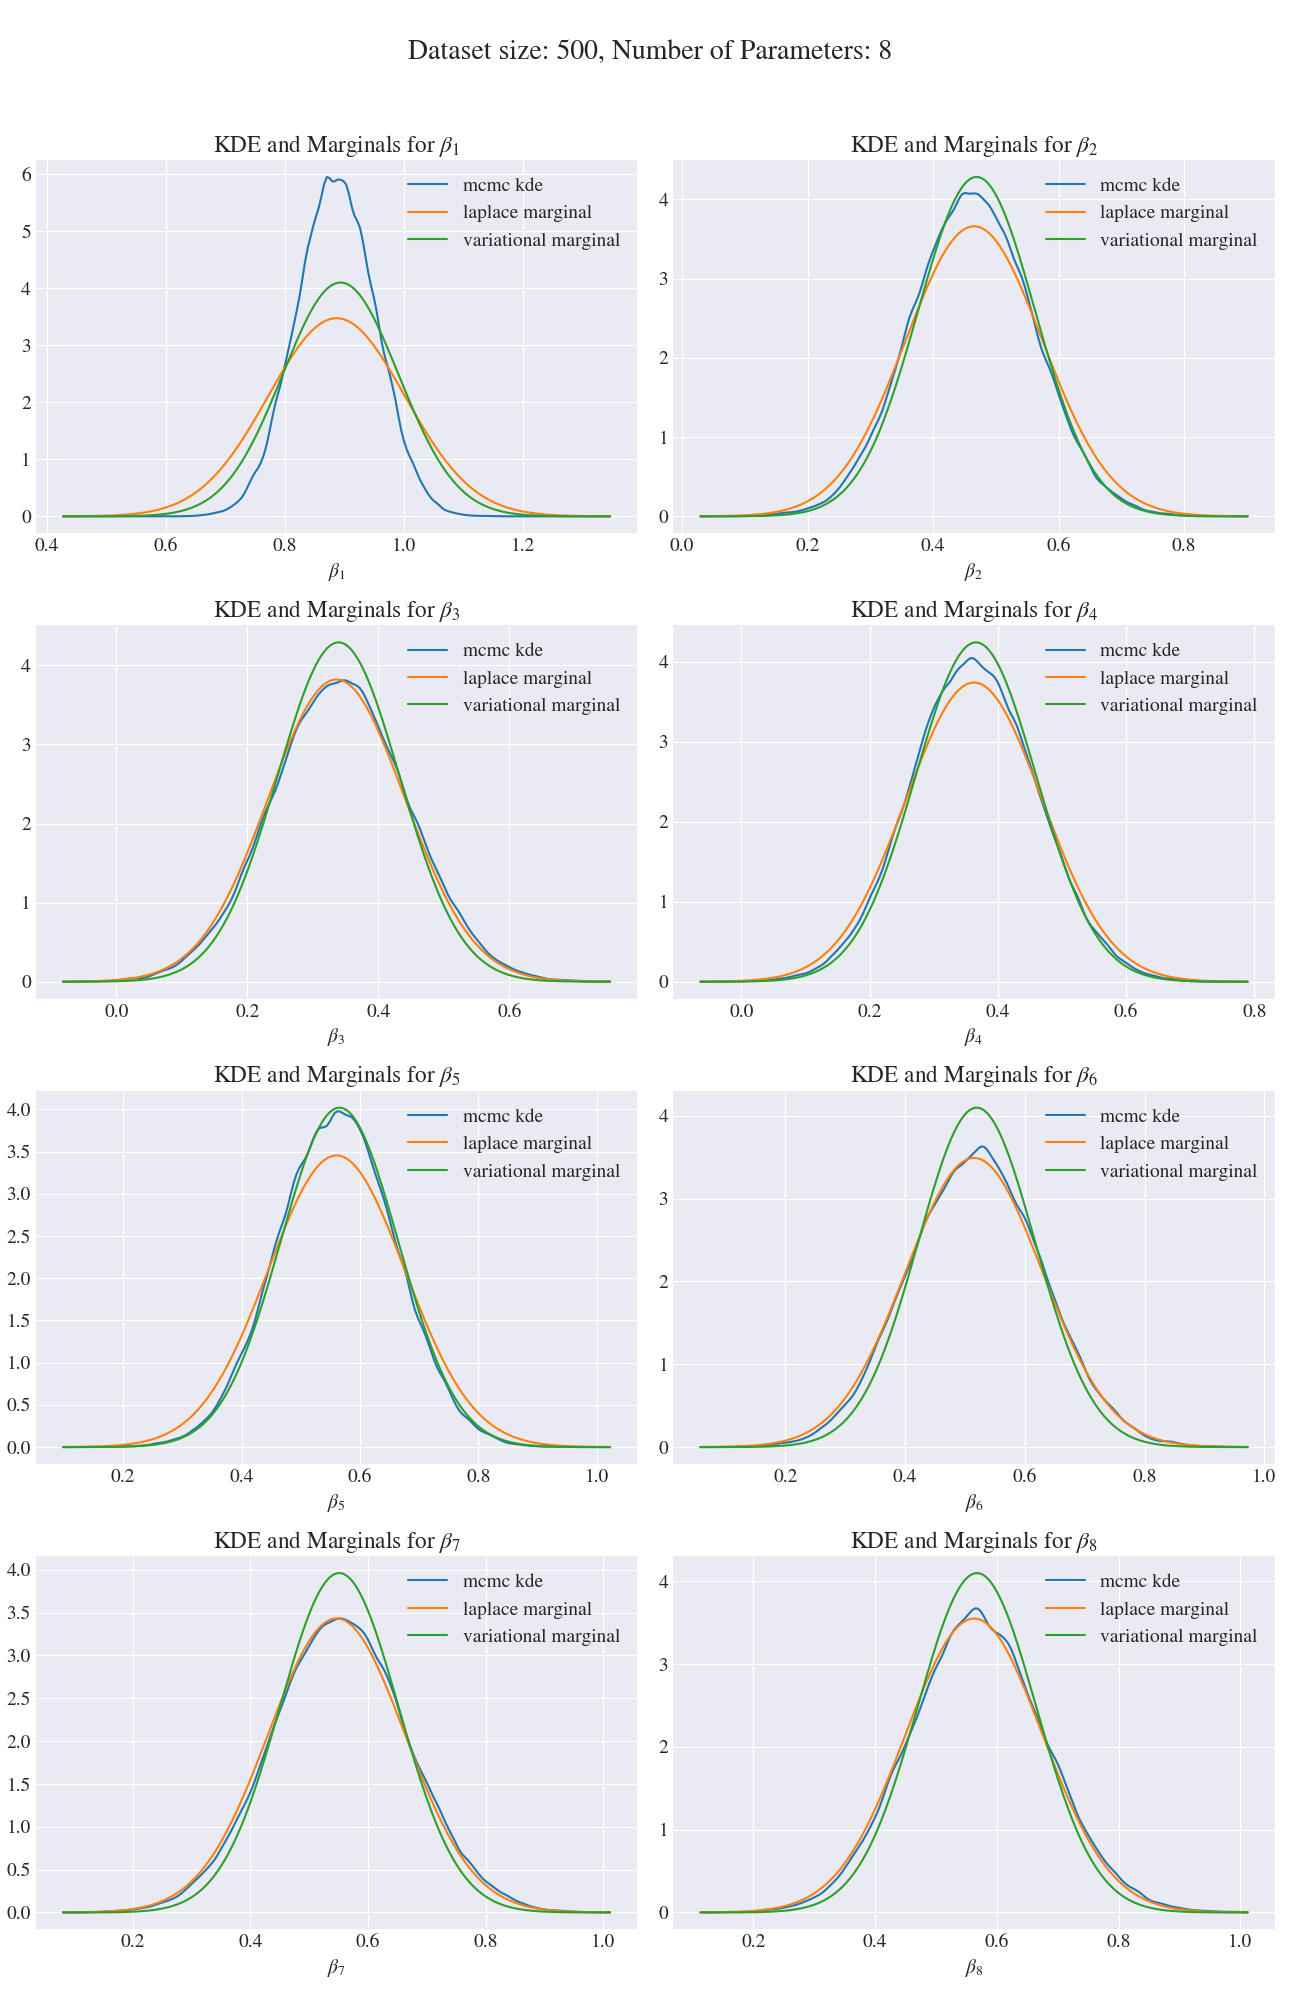 Dataset size: 500, Number of Parameters: 8
KDE and Marginals for β1
6
5
4
3
2
1
0
mcmc kde
laplace marginal
variational marginal
0.4 0.6 0.8 1.0 1.2
β1
KDE and Marginals for β2
4
3
2
1
0
mcmc kde
laplace marginal
variational marginal
0.0 0.2 0.4 0.6 0.8
β2
KDE and Marginals for β3
4
3
2
1
0
mcmc kde
laplace marginal
variational marginal
0.0 0.2 0.4 0.6
β3
KDE and Marginals for β4
4
3
2
1
0
mcmc kde
laplace marginal
variational marginal
0.0 0.2 0.4 0.6 0.8
β4
KDE and Marginals for β5
4.0
3.5
3.0
2.5
2.0
1.5
1.0
0.5
0.0
mcmc kde
laplace marginal
variational marginal
0.2 0.4 0.6 0.8 1.0
β5
KDE and Marginals for β6
4
3
2
1
0
mcmc kde
laplace marginal
variational marginal
0.2 0.4 0.6 0.8 1.0
β6
KDE and Marginals for β7
4.0
3.5
3.0
2.5
2.0
1.5
1.0
0.5
0.0
mcmc kde
laplace marginal
variational marginal
0.2 0.4 0.6 0.8 1.0
β7
KDE and Marginals for β8
4
3
2
1
0
mcmc kde
laplace marginal
variational marginal
0.2 0.4 0.6 0.8 1.0
β8